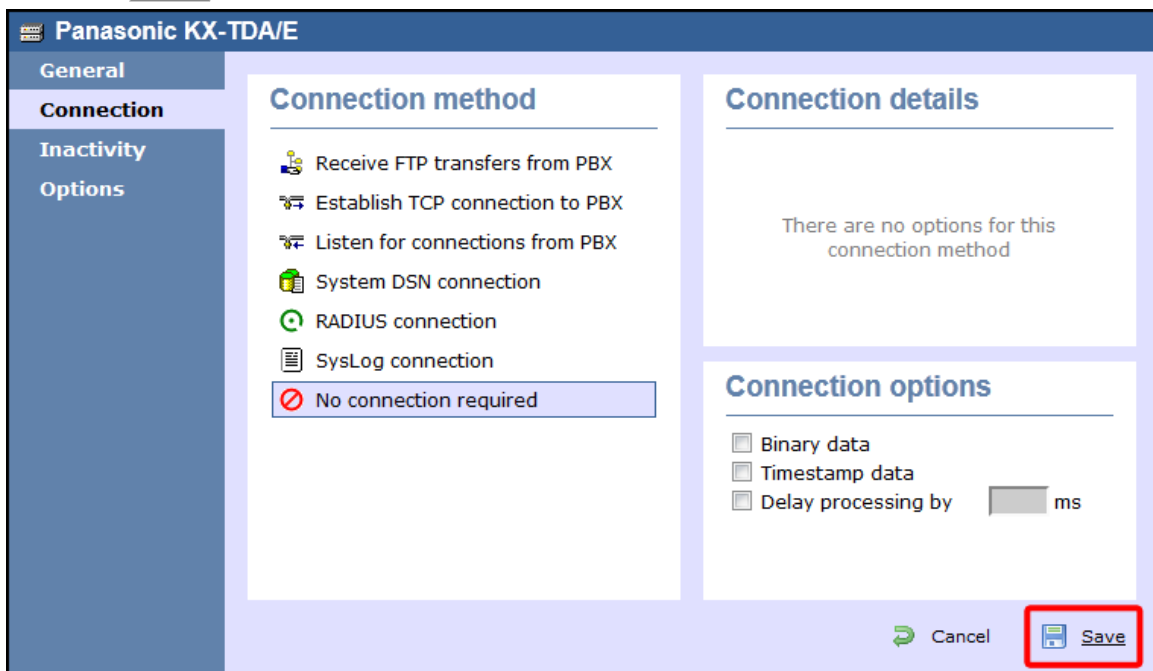 Panasonic KX-TDA/E
General
Connection
Inactivity
Options
Connection method
Receive FTP transfers from PBX
Establish TCP connection to PBX
Listen for connections from PBX
System DSN connection
RADIUS connection
SysLog connection
No connection required
Connection details
There are no options for this
connection method
Connection options
Binary data
Timestamp data
Delay processing by ms
Cancel
Save